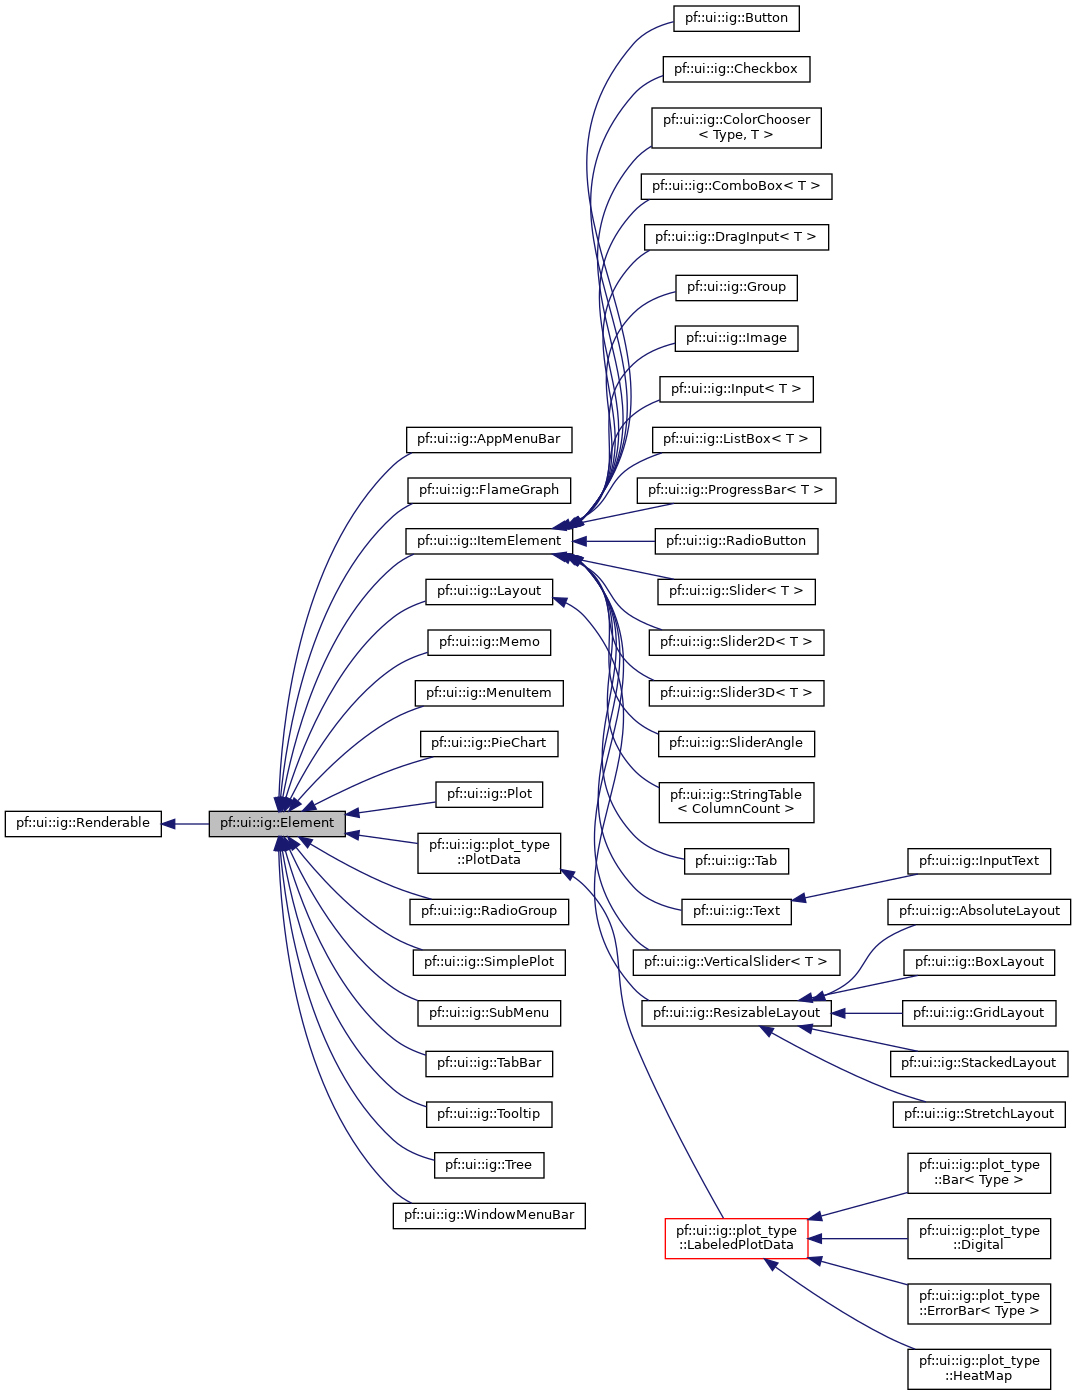 pf::ui::ig::Button
pf::ui::ig::Checkbox
pf::ui::ig::ColorChooser
< Type, T >
pf::ui::ig::ComboBox< T >
pf::ui::ig::DragInput< T >
pf::ui::ig::Group
pf::ui::ig::Image
pf::ui::ig::Input< T >
pf::ui::ig::AppMenuBar
pf::ui::ig::ListBox< T >
pf::ui::ig::FlameGraph
pf::ui::ig::ProgressBar< T >
pf::ui::ig::ItemElement
pf::ui::ig::RadioButton
pf::ui::ig::Layout
pf::ui::ig::Slider< T >
pf::ui::ig::Memo
pf::ui::ig::Slider2D< T >
pf::ui::ig::MenuItem
pf::ui::ig::Slider3D< T >
pf::ui::ig::PieChart
pf::ui::ig::SliderAngle
pf::ui::ig::Plot
pf::ui::ig::StringTable
< ColumnCount >
pf::ui::ig::Renderable
pf::ui::ig::Element
pf::ui::ig::plot_type
::PlotData
pf::ui::ig::Tab
pf::ui::ig::InputText
pf::ui::ig::RadioGroup
pf::ui::ig::Text
pf::ui::ig::AbsoluteLayout
pf::ui::ig::SimplePlot
pf::ui::ig::VerticalSlider< T >
pf::ui::ig::BoxLayout
pf::ui::ig::SubMenu
pf::ui::ig::ResizableLayout
pf::ui::ig::GridLayout
pf::ui::ig::TabBar
pf::ui::ig::StackedLayout
pf::ui::ig::Tooltip
pf::ui::ig::StretchLayout
pf::ui::ig::Tree
pf::ui::ig::plot_type
::Bar< Type >
pf::ui::ig::WindowMenuBar
pf::ui::ig::plot_type
::LabeledPlotData
pf::ui::ig::plot_type
::Digital
pf::ui::ig::plot_type
::ErrorBar< Type >
pf::ui::ig::plot_type
::HeatMap